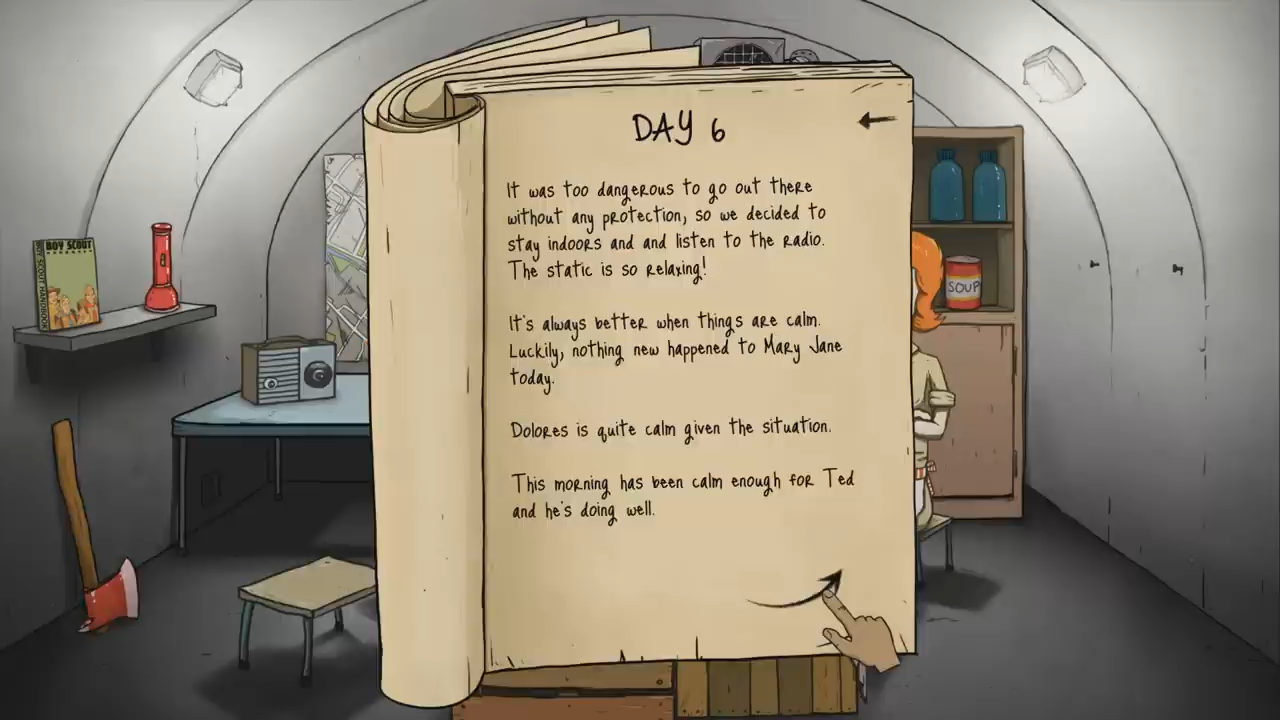 DAY 6
It was too dangerous to go out there
without any protection, so we decided to
stay indoors and and listen to the radio.
The static is so relaxing!
It's always better when things are calm.
Luckily, nothing new happened to Mary Jane
today.
Dolores is quite calm given the situation.
This morning has been calm enough for Ted
and he's doing well.
BOY SCOUT
BOY SCOUT HANDBOOK
SOUP